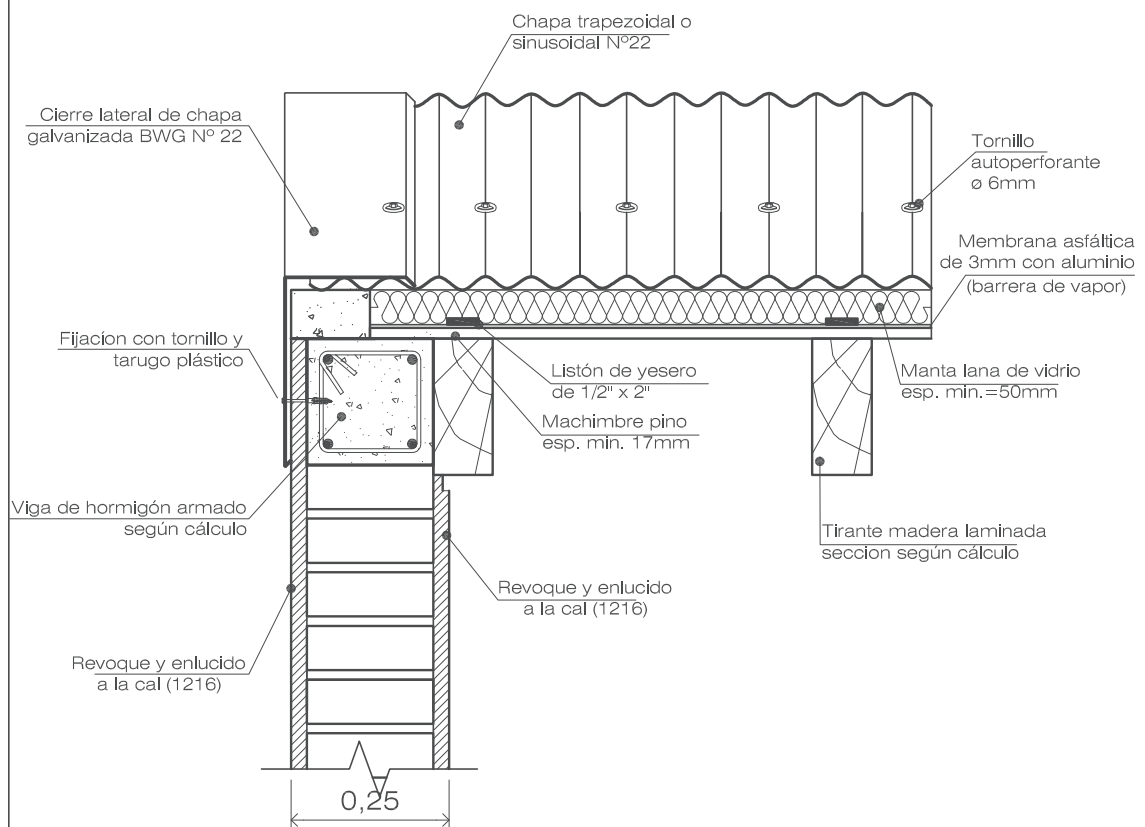 Chapa trapezoidal o
sinusoidal Nº22
Cierre lateral de chapa
galvanizada BWG Nº 22
Tornillo
autoperforante
ø 6mm
Membrana asfáltica
de 3mm con aluminio
(barrera de vapor)
Fijacíon con tornillo y
tarugo plástico
Listón de yesero
de 1/2" x 2"
Manta lana de vidrio
esp. min.=50mm
Machimbre pino
esp. min. 17mm
Viga de hormigón armado
según cálculo
Tirante madera laminada
seccion según cálculo
Revoque y enlucido
a la cal (1216)
Revoque y enlucido
a la cal (1216)
0,25